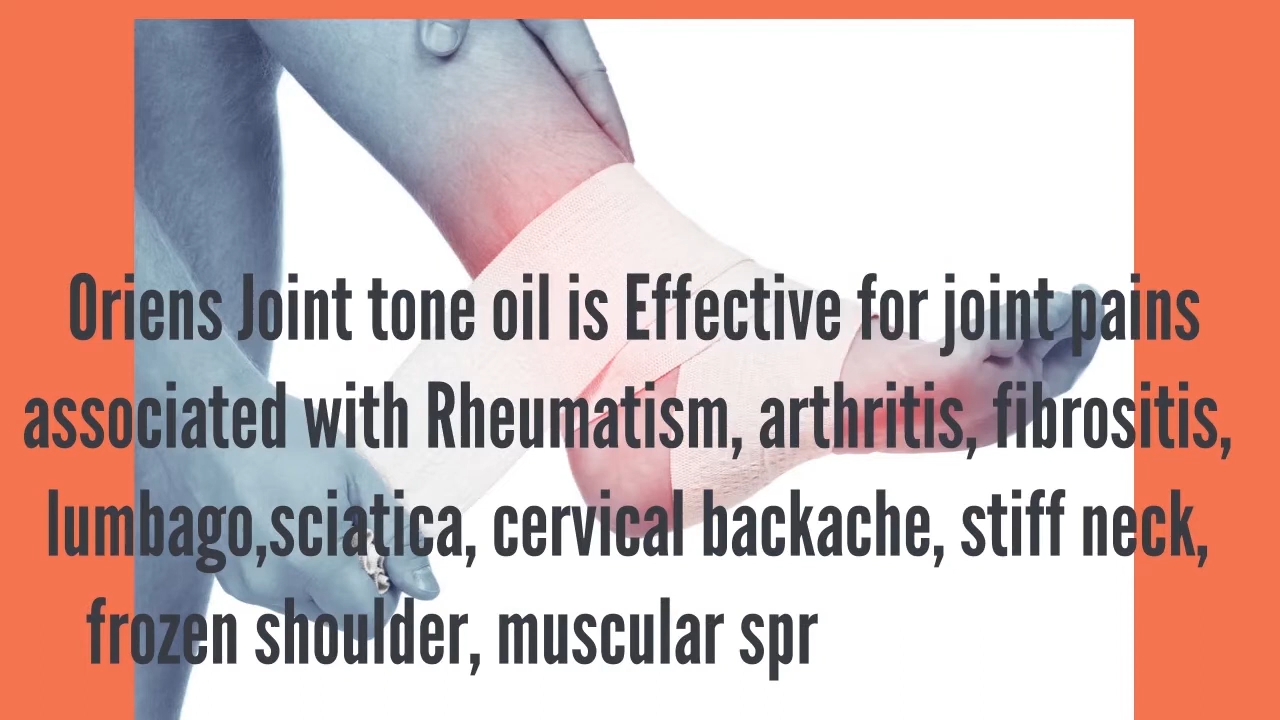 Oriens Joint tone oil is Effective for joint pains
associated with Rheumatism, arthritis, fibrositis,
lumbago,sciatica, cervical backache, stiff neck,
frozen shoulder, muscular spr